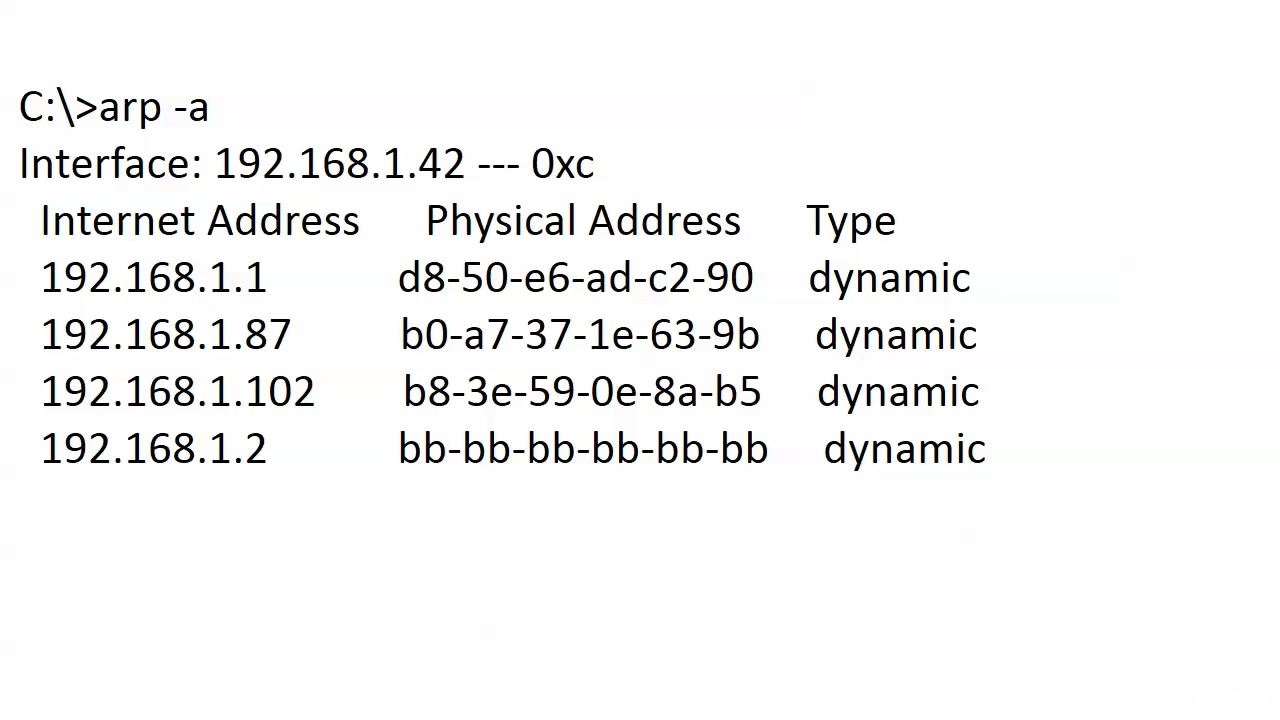 C:\>arp -a
Interface: 192.168.1.42 --- 0xc
Internet Address Physical Address Type
192.168.1.1 d8-50-e6-ad-c2-90 dynamic
192.168.1.87 b0-a7-37-1e-63-9b dynamic
192.168.1.102 b8-3e-59-0e-8a-b5 dynamic
192.168.1.2 bb-bb-bb-bb-bb-bb dynamic